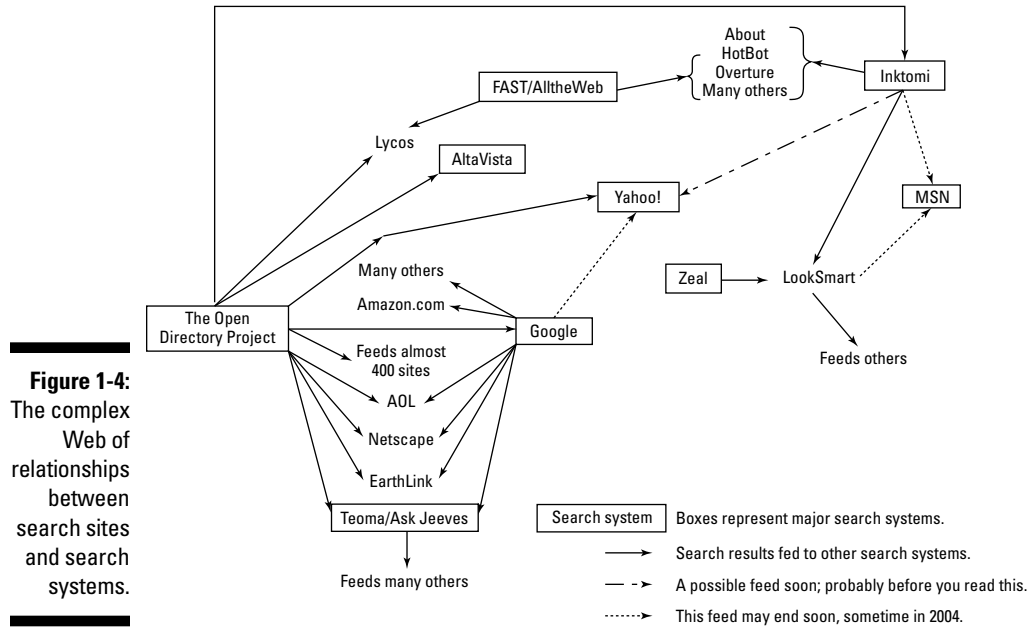 About
HotBot
Overture
Many others
Inktomi
FAST/AlltheWeb
Lycos
AltaVista
Yahoo!
MSN
Many others
Zeal
LookSmart
Amazon.com
The Open
Directory Project
Google
Feeds almost
400 sites
Feeds others
AOL
Netscape
EarthLink
Teoma/Ask Jeeves
Feeds many others
Figure 1-4:
The complex
Web of
relationships
between
search sites
and search
systems.
Search system
Boxes represent major search systems.
Search results fed to other search systems.
A possible feed soon; probably before you read this.
This feed may end soon, sometime in 2004.